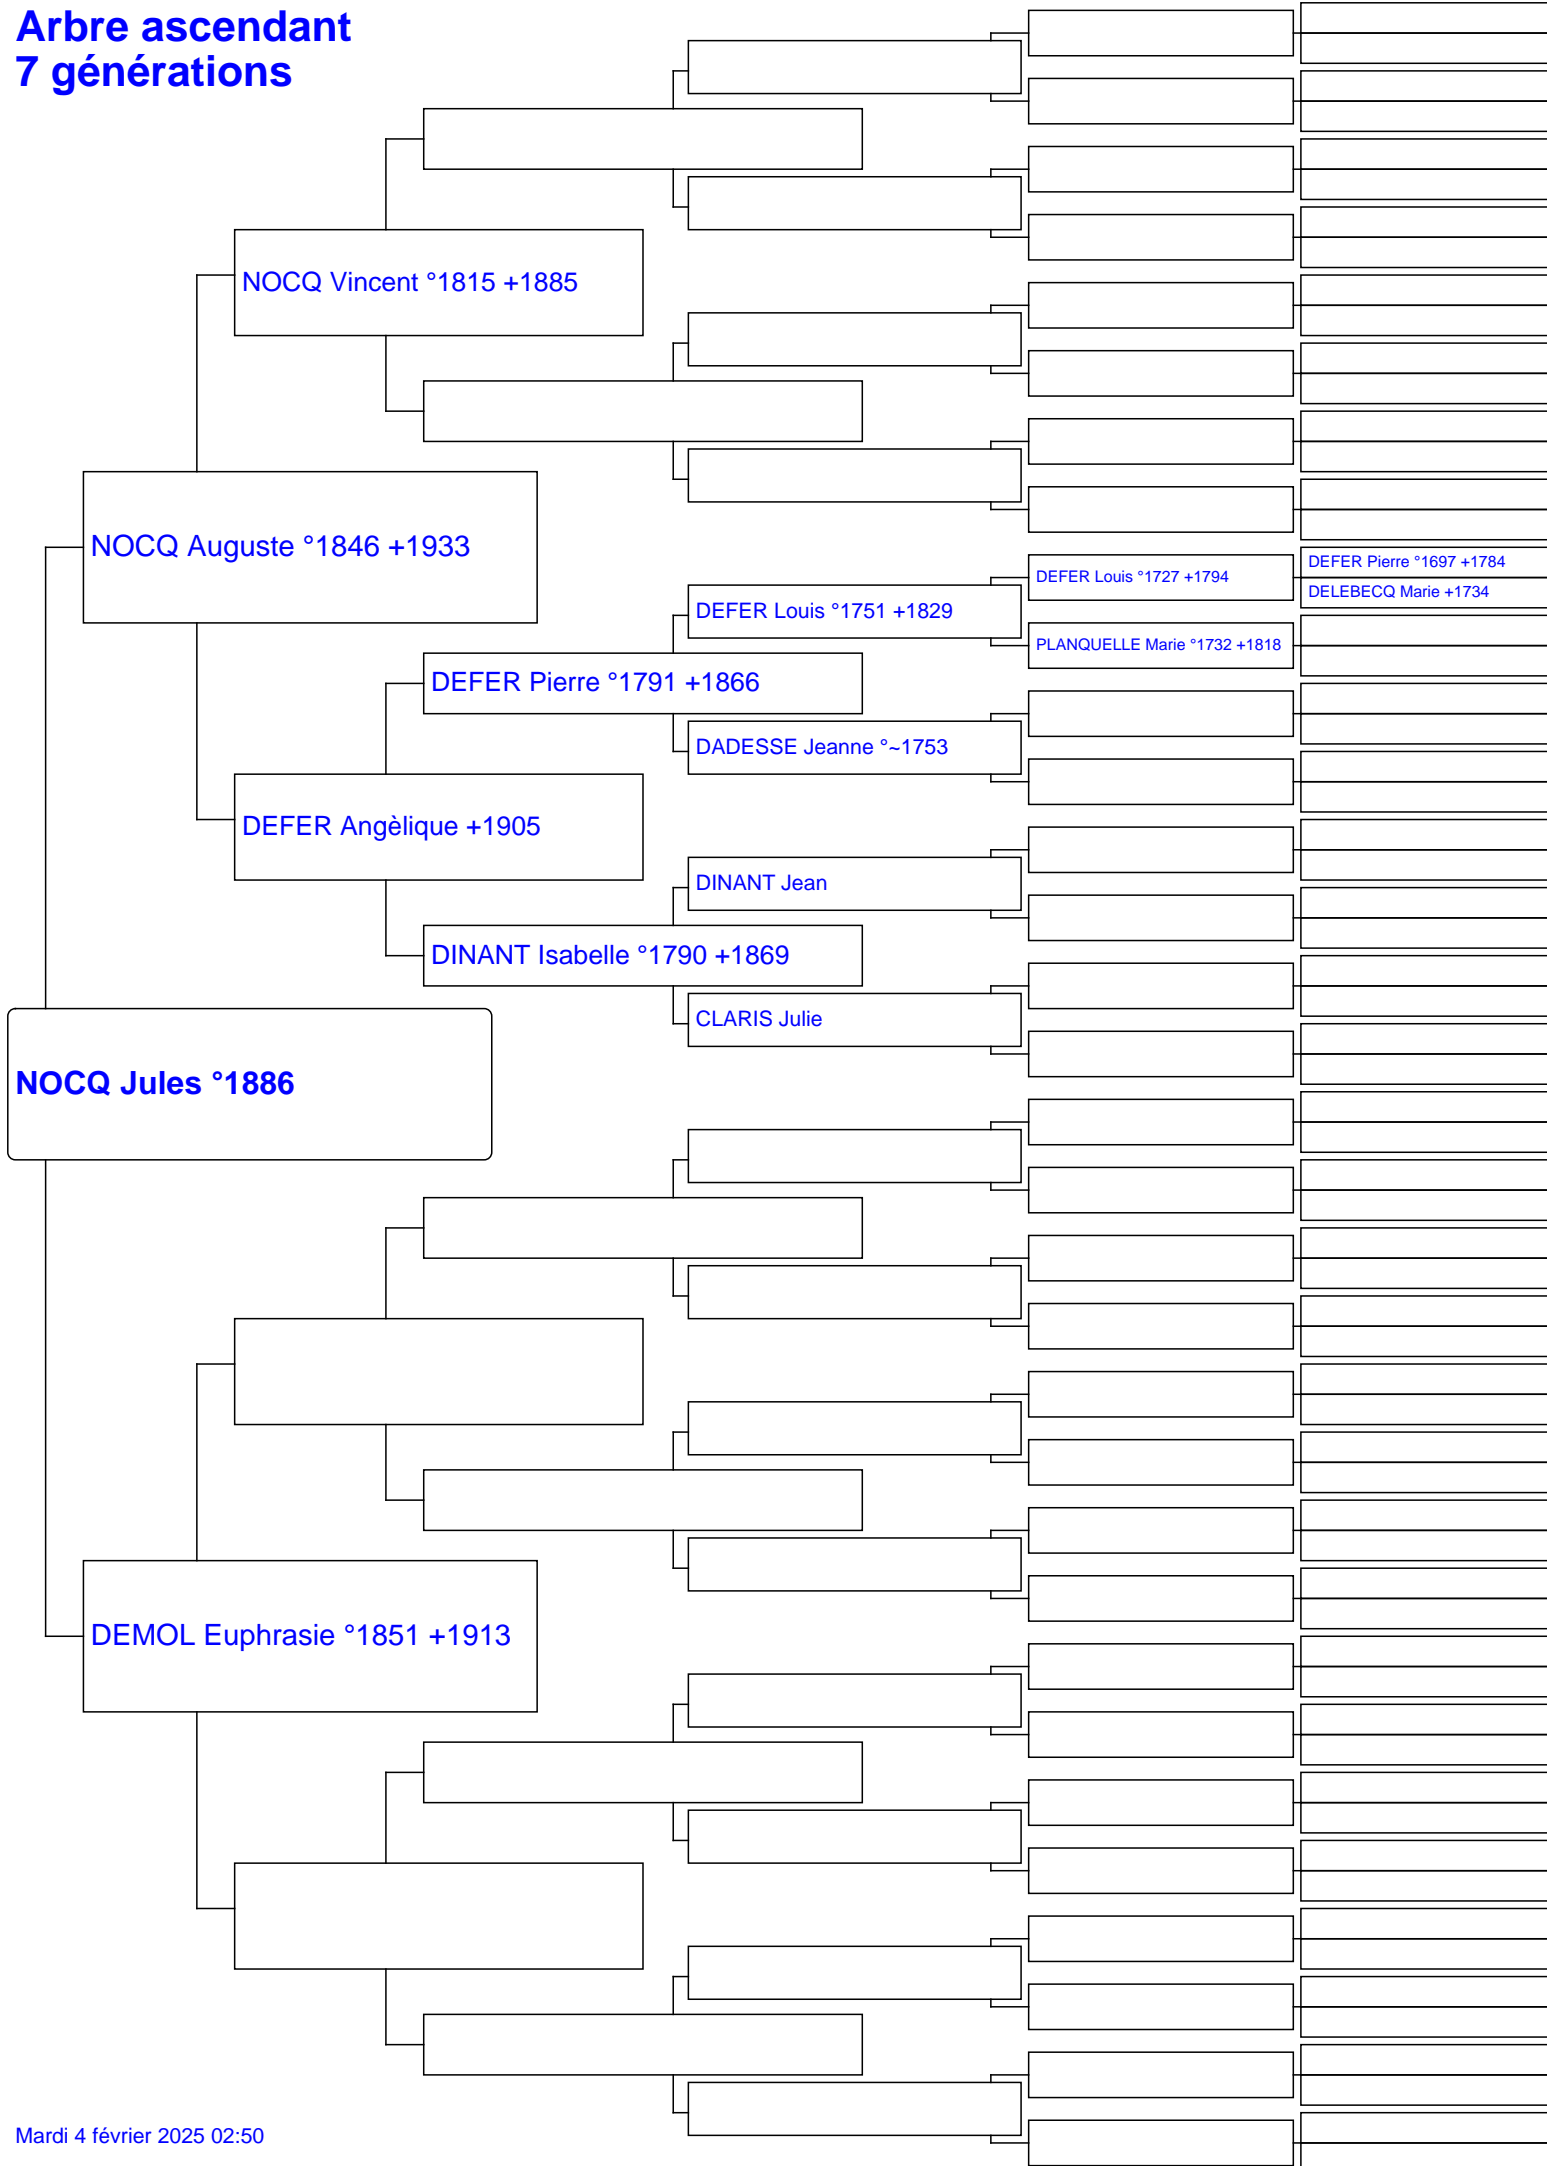 Arbre ascendant
7 générations
NOCQ Vincent °1815 +1885
NOCQ Auguste °1846 +1933
DEFER Pierre °1697 +1784
DEFER Louis °1727 +1794
DELEBECQ Marie +1734
DEFER Louis °1751 +1829
PLANQUELLE Marie °1732 +1818
DEFER Pierre °1791 +1866
DADESSE Jeanne °~1753
DEFER Angèlique +1905
DINANT Jean
DINANT Isabelle °1790 +1869
CLARIS Julie
NOCQ Jules °1886
DEMOL Euphrasie °1851 +1913
Mardi 4 février 2025 02:50